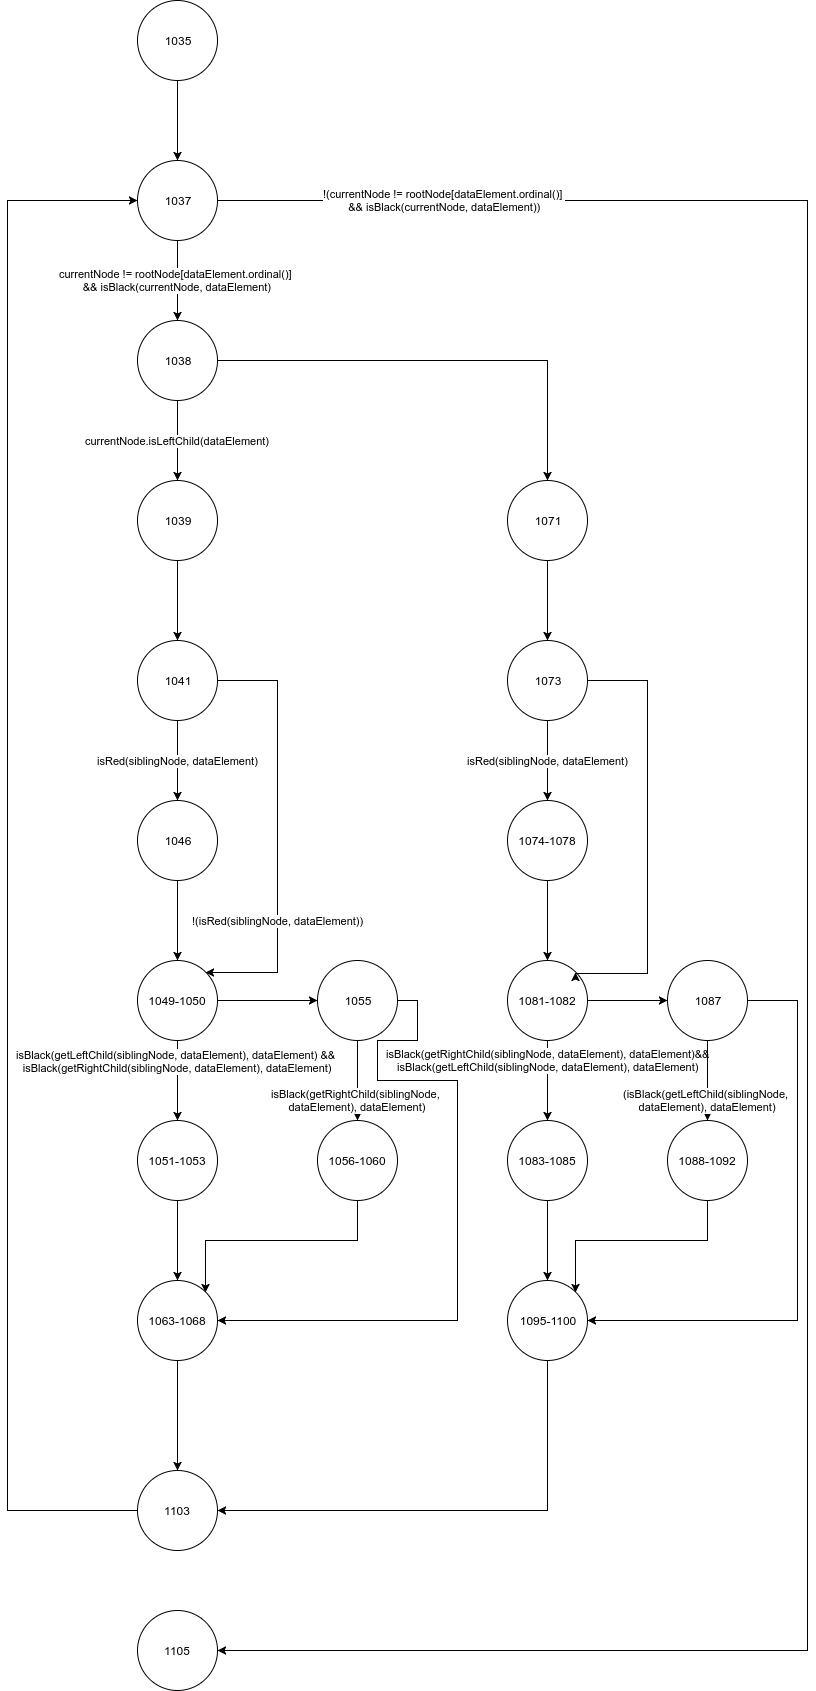 1035
1037
!(currentNode != rootNode[dataElement.ordinal()]
&& isBlack(currentNode, dataElement))
currentNode != rootNode[dataElement.ordinal()]
&& isBlack(currentNode, dataElement)
1038
currentNode.isLeftChild(dataElement)
1039
1071
1041
1073
isRed(siblingNode, dataElement)
isRed(siblingNode, dataElement)
1046
1074-1078
!(isRed(siblingNode, dataElement))
1049-1050
1055
1081-1082
1087
isBlack(getLeftChild(siblingNode, dataElement), dataElement) &&
isBlack(getRightChild(siblingNode, dataElement), dataElement)
isBlack(getRightChild(siblingNode, dataElement), dataElement)&&
isBlack(getLeftChild(siblingNode, dataElement), dataElement)
isBlack(getRightChild(siblingNode,
dataElement), dataElement)
(isBlack(getLeftChild(siblingNode,
dataElement), dataElement)
1051-1053
1056-1060
1083-1085
1088-1092
1063-1068
1095-1100
1103
1105